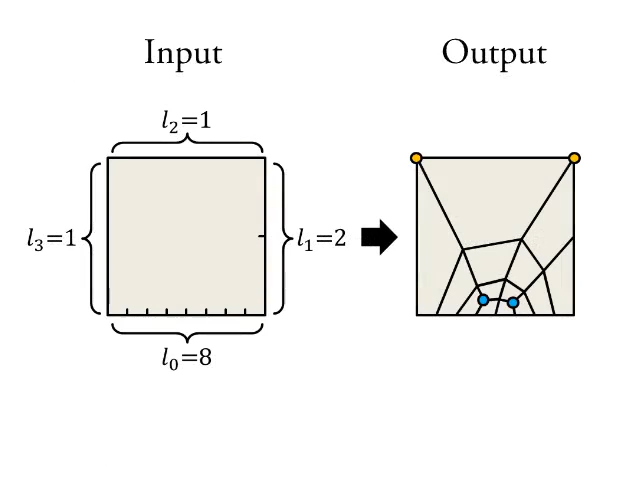 Input
Output
l₂=1
l₃=1
l₁=2
l₀=8